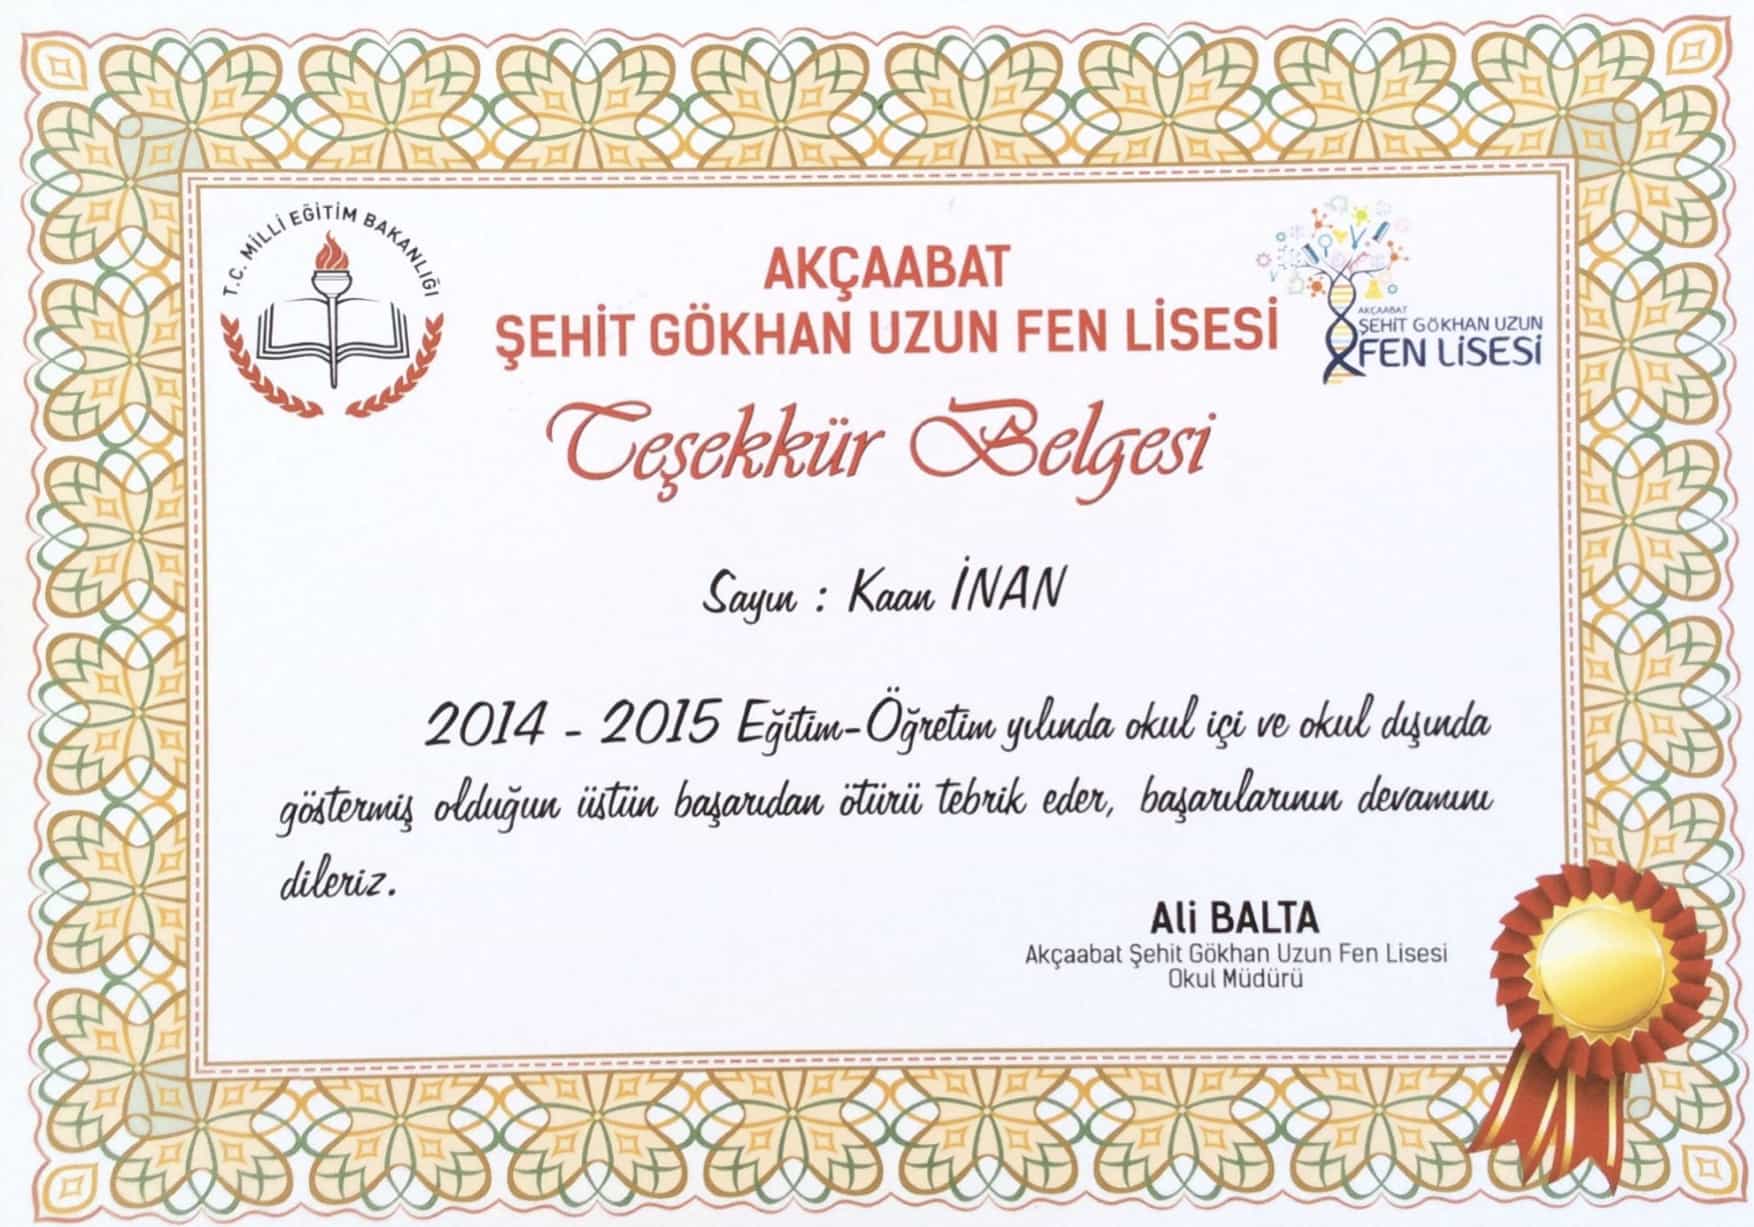 T.C. MİLLİ EĞİTİM BAKANLIĞI
AKÇAABAT
ŞEHİT GÖKHAN UZUN FEN LİSESİ
AKÇAABAT
ŞEHİT GÖKHAN UZUN
FEN LİSESİ
Teşekkür Belgesi
Sayın : Kaan İNAN
2014 - 2015 Eğitim-Öğretim yılında okul içi ve okul dışında
göstermiş olduğun üstün başarıdan ötürü tebrik eder, başarılarının devamını
dileriz.
Ali BALTA
Akçaabat Şehit Gökhan Uzun Fen Lisesi
Okul Müdürü